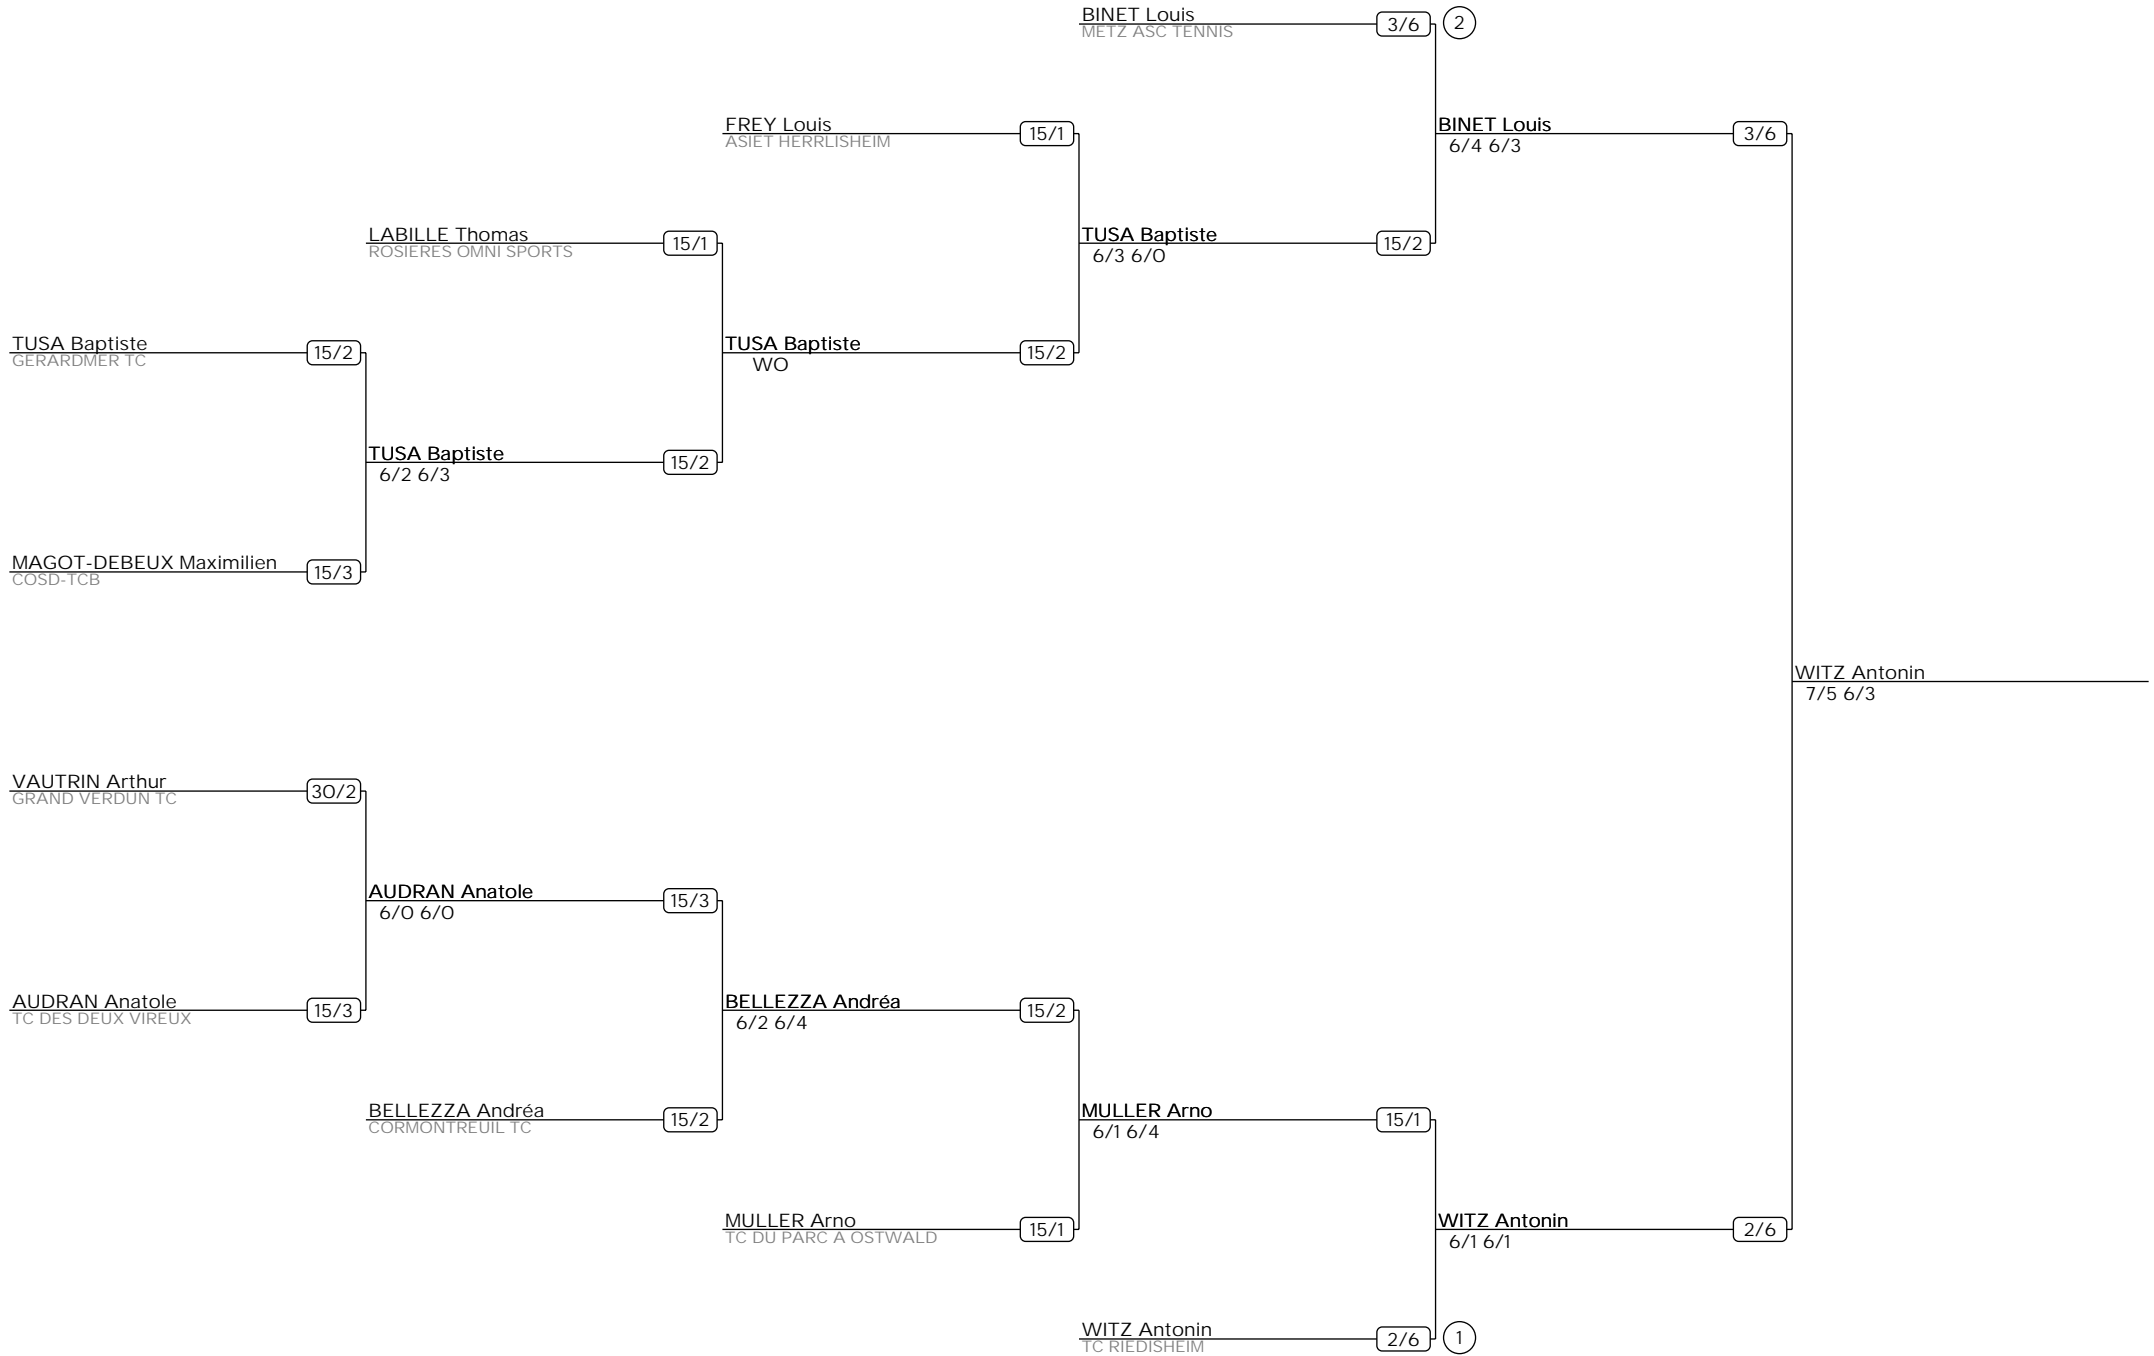 BINET Louis
METZ ASC TENNIS
3/6
2
FREY Louis
ASIET HERRLISHEIM
15/1
BINET Louis
6/4 6/3
3/6
LABILLE Thomas
ROSIERES OMNI SPORTS
15/1
TUSA Baptiste
6/3 6/0
15/2
TUSA Baptiste
GERARDMER TC
15/2
TUSA Baptiste
WO
15/2
TUSA Baptiste
6/2 6/3
15/2
MAGOT-DEBEUX Maximilien
COSD-TCB
15/3
WITZ Antonin
7/5 6/3
VAUTRIN Arthur
GRAND VERDUN TC
30/2
AUDRAN Anatole
6/0 6/0
15/3
AUDRAN Anatole
TC DES DEUX VIREUX
15/3
BELLEZZA Andréa
6/2 6/4
15/2
BELLEZZA Andréa
CORMONTREUIL TC
15/2
MULLER Arno
6/1 6/4
15/1
MULLER Arno
TC DU PARC A OSTWALD
15/1
WITZ Antonin
6/1 6/1
2/6
WITZ Antonin
TC RIEDISHEIM
2/6
1